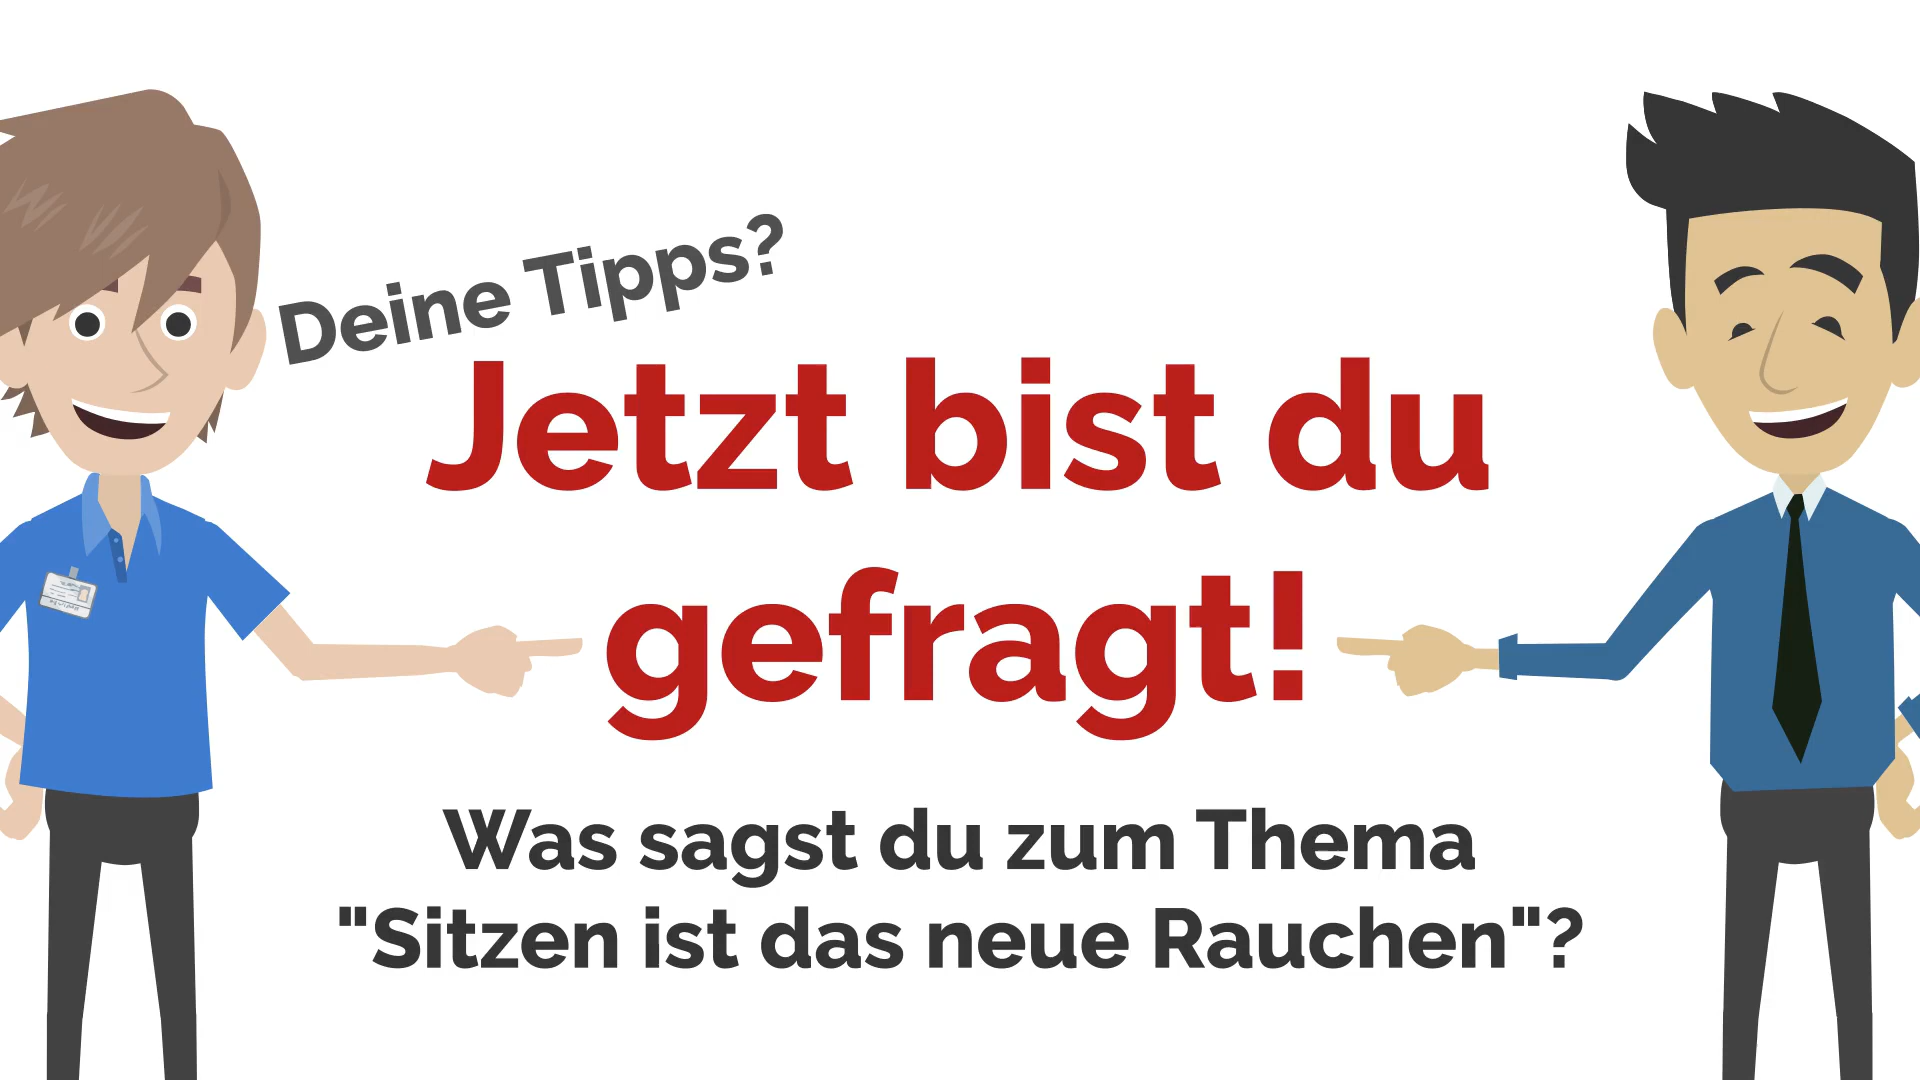 Deine Tipps?
Jetzt bist du
gefragt!
Was sagst du zum Thema
"Sitzen ist das neue Rauchen"?